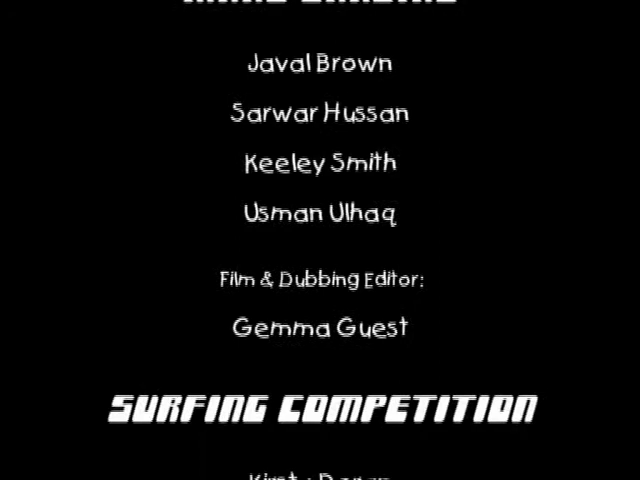 Javal Brown
Sarwar Hussan
Keeley Smith
Usman Ulhaq
Film & Dubbing Editor:
Gemma Guest
SURFING COMPETITION